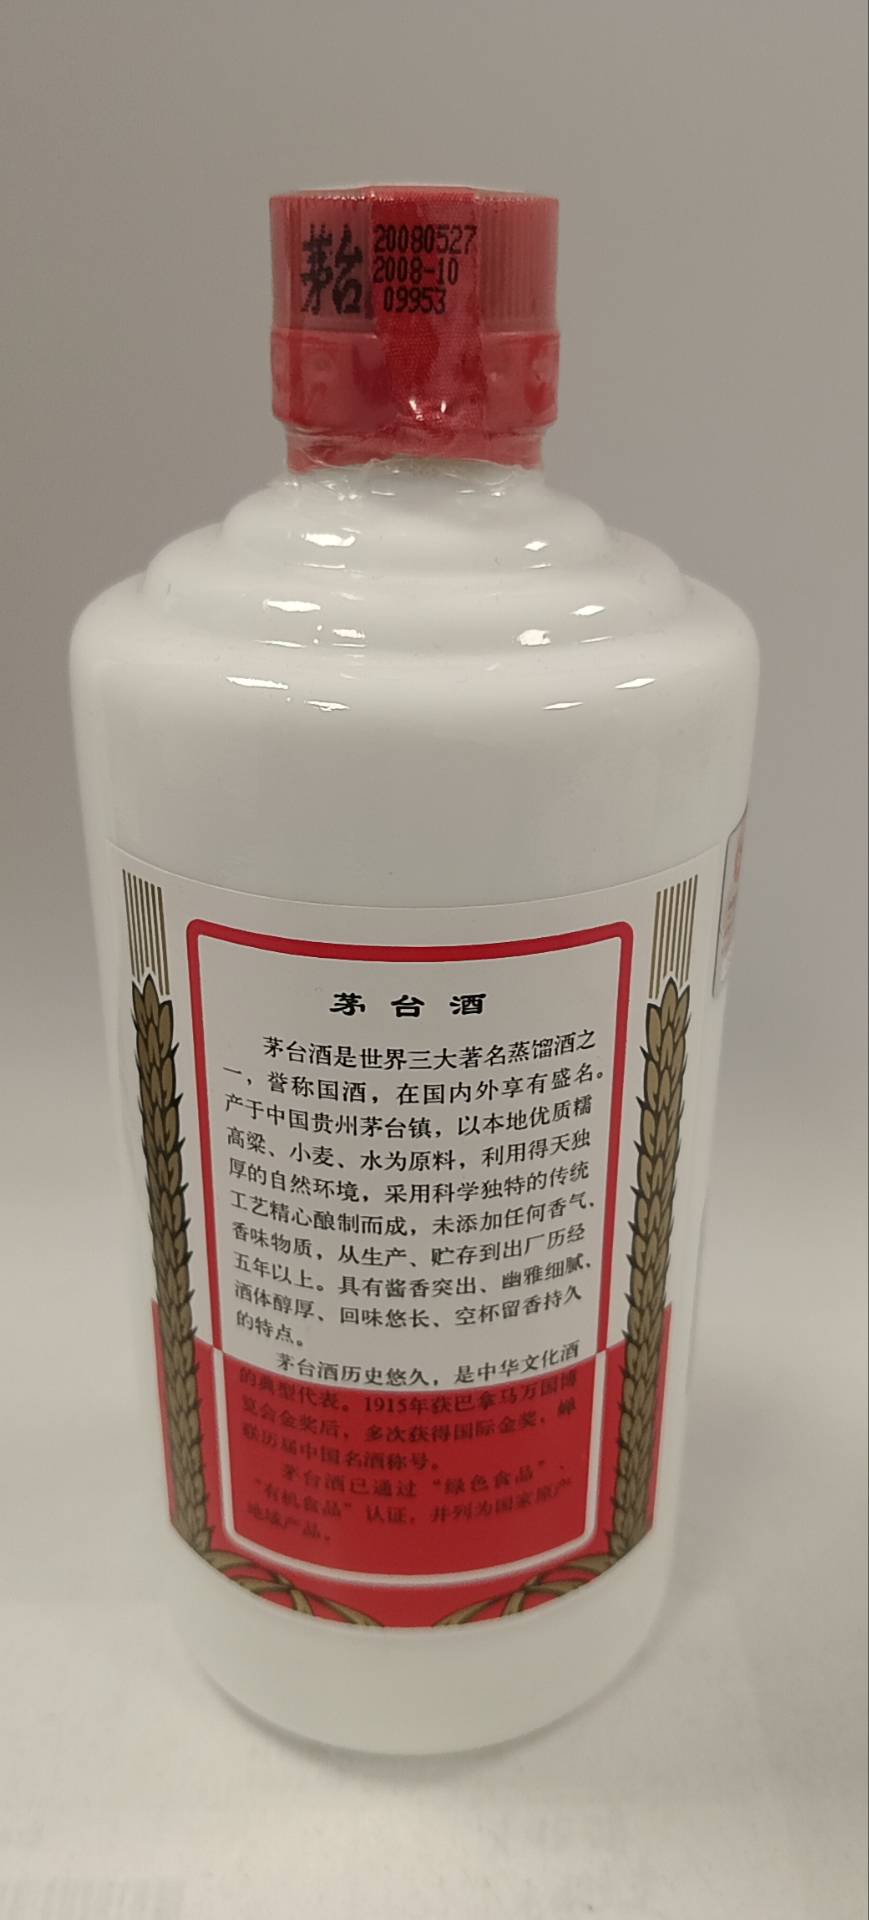 茅台
20080527
2008-10
09953
茅台酒
茅台酒是世界三大著名蒸馏酒之
一，誉称国酒，在国内外享有盛名。
产于中国贵州茅台镇，以本地优质糯
高粱、小麦、水为原料，利用得天独
厚的自然环境，采用科学独特的传统
工艺精心酿制而成，未添加任何香气、
香味物质，从生产、贮存到出厂历经
五年以上。具有酱香突出、幽雅细腻、
酒体醇厚、回味悠长、空杯留香持久
的特点。
茅台酒历史悠久，是中华文化酒
的典型代表。1915年获巴拿马万国博
览会金奖后，多次获得国际金奖，蝉
联历届中国名酒称号。
茅台酒已通过“绿色食品”、
“有机食品”认证，并列为国家原产
地域产品。